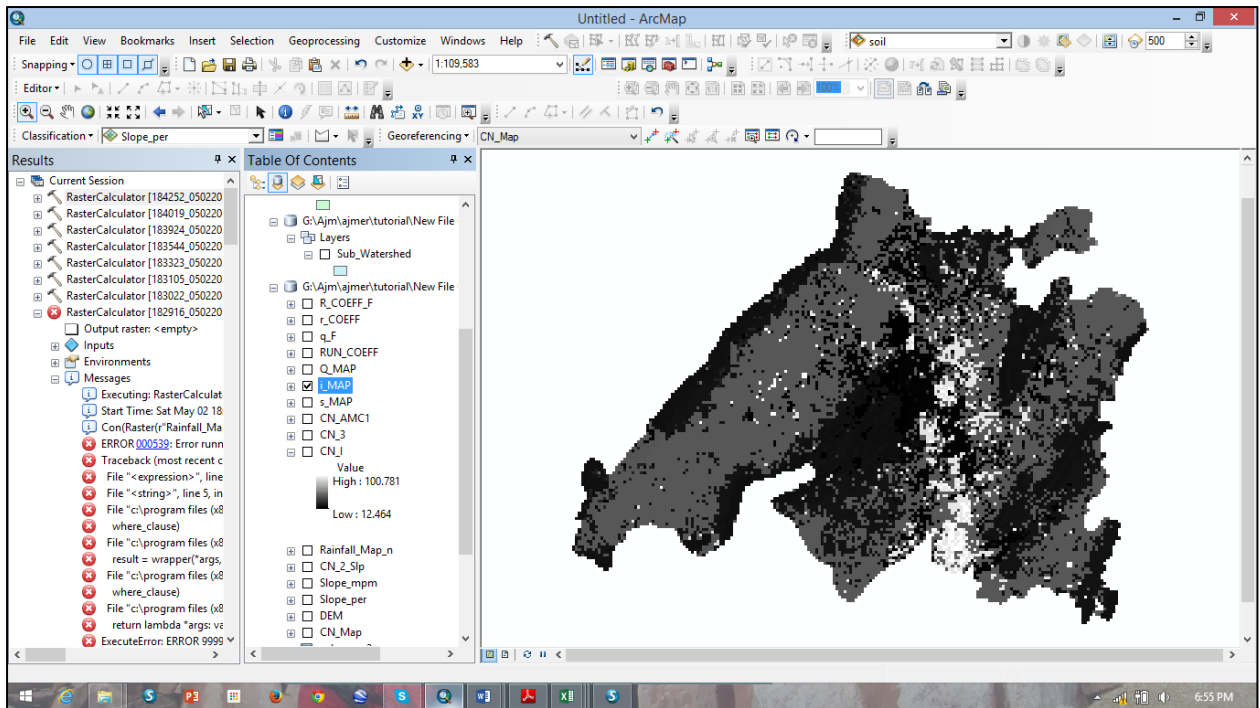 Untitled - ArcMap
File Edit View Bookmarks Insert Selection Geoprocessing Customize Windows Help
soil
500
Snapping
1:109,583
Editor
100%
Classification
Slope_per
Georeferencing
CN_Map
Results
Current Session
RasterCalculator [184252_050220
RasterCalculator [184019_050220
RasterCalculator [183924_050220
RasterCalculator [183544_050220
RasterCalculator [183323_050220
RasterCalculator [183105_050220
RasterCalculator [183022_050220
RasterCalculator [182916_050220
Output raster: <empty>
Inputs
Environments
Messages
Executing: RasterCalculat
Start Time: Sat May 02 18:
Con(Raster(r"Rainfall_Ma
ERROR 000539: Error runn
Traceback (most recent c
File "<expression>", line
File "<string>", line 5, in
File "c:\program files (x8
where_clause)
File "c:\program files (x8
result = wrapper(*args,
File "c:\program files (x8
where_clause)
File "c:\program files (x8
return lambda *args: va
ExecuteError: ERROR 9999
Table Of Contents
G:\Ajm\ajmer\tutorial\New File
Layers
Sub_Watershed
G:\Ajm\ajmer\tutorial\New File
R_COEFF_F
r_COEFF
q_F
RUN_COEFF
Q_MAP
i_MAP
s_MAP
CN_AMC1
CN_3
CN_I
Value
High : 100.781
Low : 12.464
Rainfall_Map_n
CN_2_Slp
Slope_mpm
Slope_per
DEM
CN_Map
6:55 PM